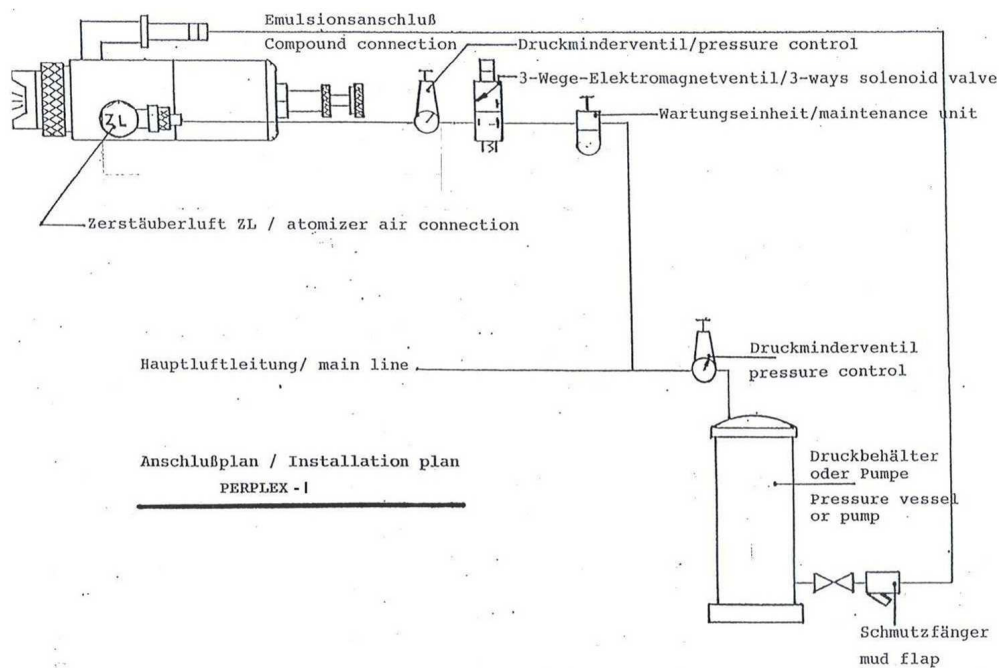 Emulsionsanschluß
Compound connection
Druckminderventil/pressure control
3-Wege-Elektromagnetventil/3-ways solenoid valve
Wartungseinheit/maintenance unit
ZL
Zerstäuberluft ZL / atomizer air connection
Hauptluftleitung/ main line
Druckminderventil
pressure control
Anschlußplan / Installation plan
PERPLEX - I
Druckbehälter
oder Pumpe
Pressure vessel
or pump
Schmutzfänger
mud flap